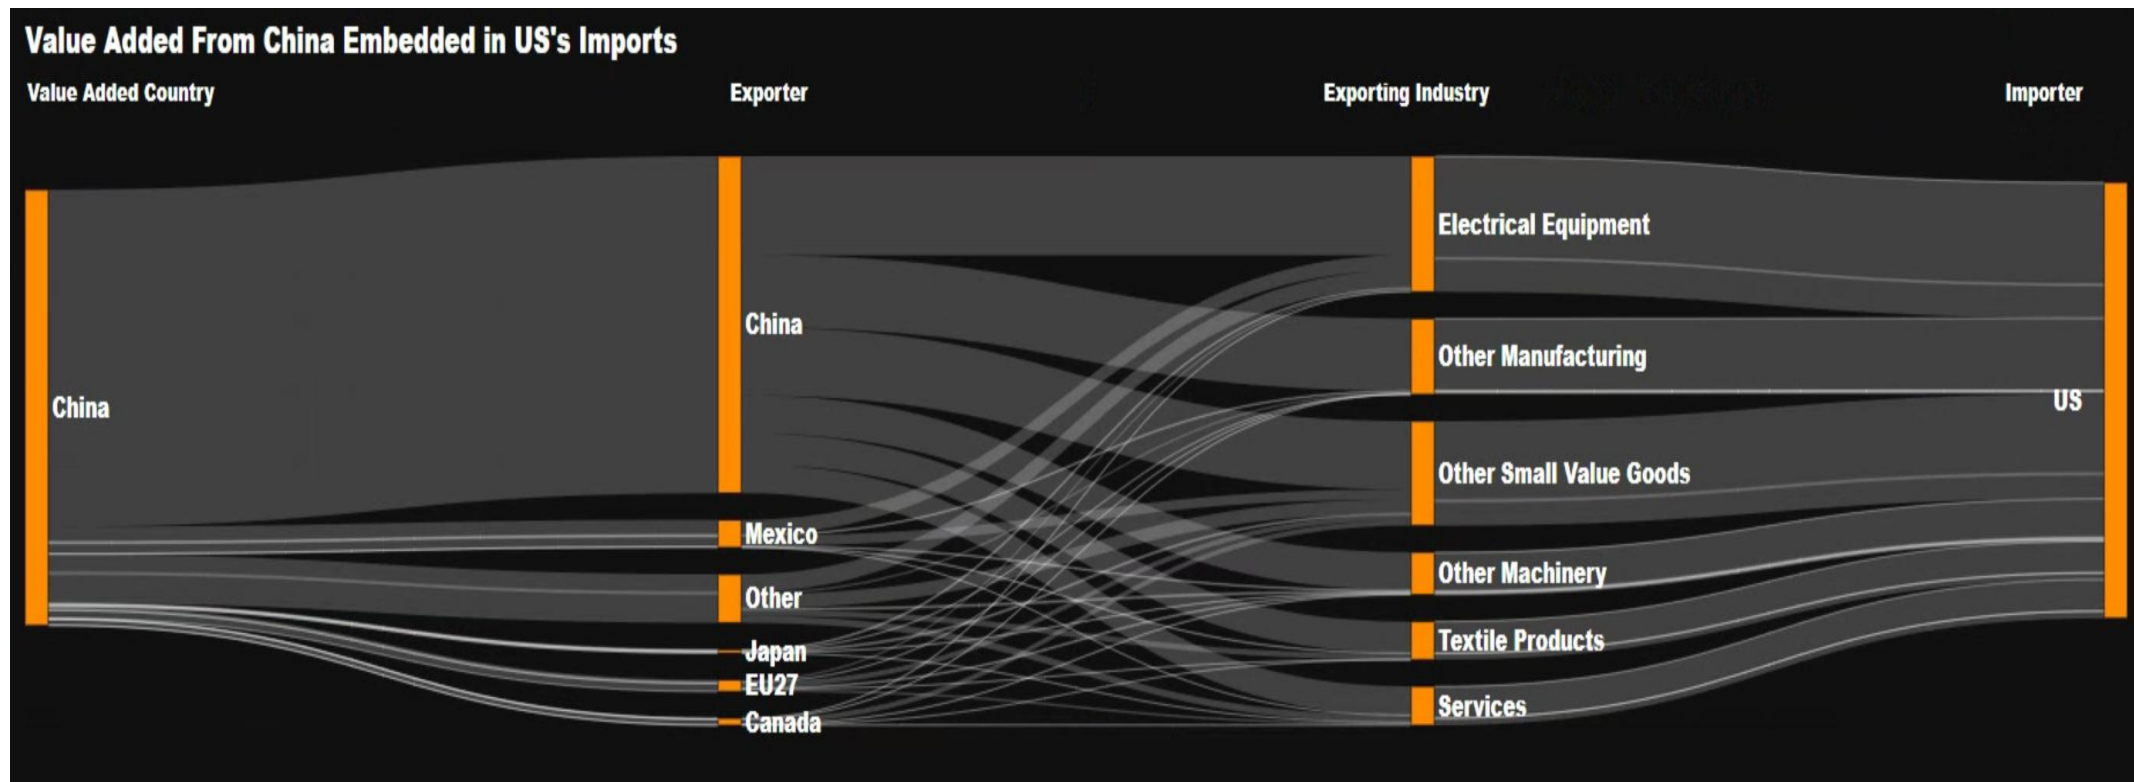 Value Added From China Embedded in US's Imports
Value Added Country
Exporter
Exporting Industry
Importer
China
China
Mexico
Other
Japan
EU27
Canada
Electrical Equipment
Other Manufacturing
Other Small Value Goods
Other Machinery
Textile Products
Services
US